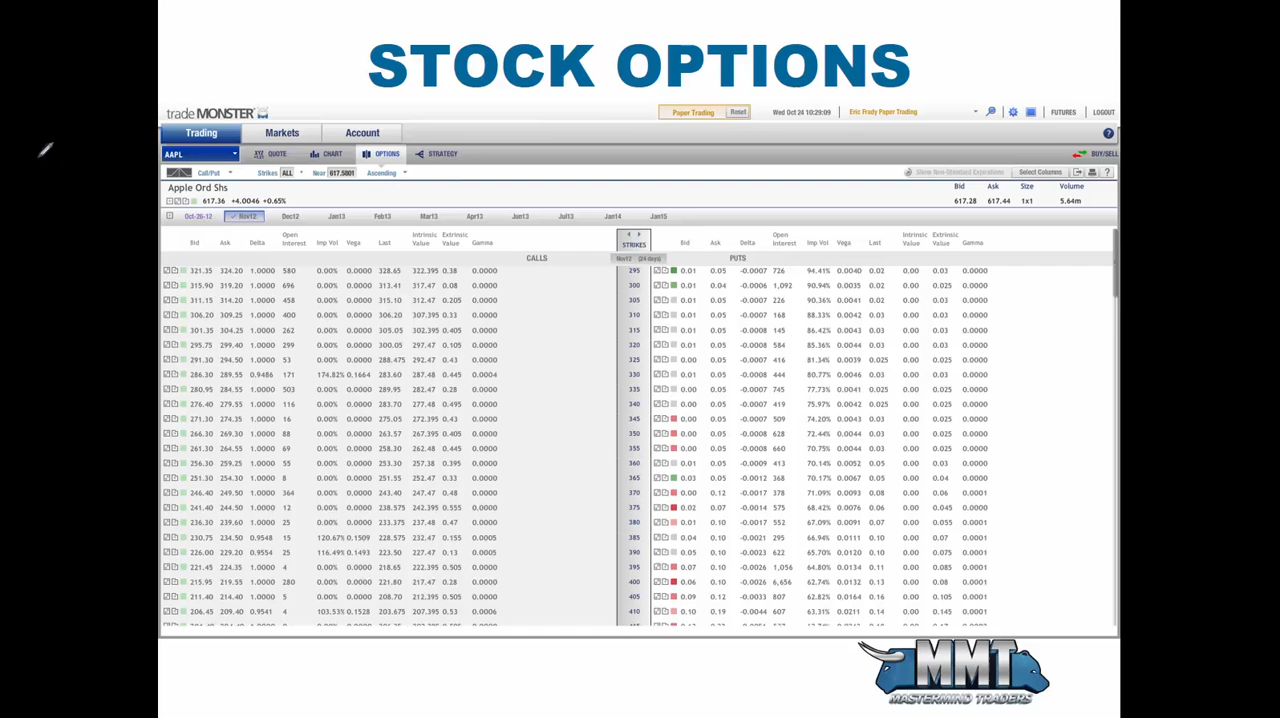 STOCK OPTIONS
trade MONSTER
Paper Trading Reset Wed Oct 24 10:29:09 Eric Frady Paper Trading FUTURES LOGOUT
Trading Markets Account ?
AAPL QUOTE CHART OPTIONS STRATEGY BUY/SELL
Call/Put Strikes ALL Near 617.5801 Ascending Show Non-Standard Expirations Select Columns ?
Apple Ord Shs Bid Ask Size Volume
617.36 +4.0046 +0.65% 617.28 617.44 1x1 5.64m
Oct-26-12 Nov12 Dec12 Jan13 Feb13 Mar13 Apr13 Jun13 Jul13 Jan14 Jan15
Bid Ask Delta Open Interest Imp Vol Vega Last Intrinsic Value Extrinsic Value Gamma STRIKES Bid Ask Delta Open Interest Imp Vol Vega Last Intrinsic Value Extrinsic Value Gamma
CALLS Nov12 (24 days) PUTS
321.35 324.20 1.0000 580 0.00% 0.0000 328.65 322.395 0.38 0.0000 295 0.01 0.05 -0.0007 726 94.41% 0.0040 0.02 0.00 0.03 0.0000
315.90 319.20 1.0000 696 0.00% 0.0000 313.41 317.47 0.08 0.0000 300 0.01 0.04 -0.0006 1,092 90.94% 0.0035 0.02 0.00 0.025 0.0000
311.15 314.20 1.0000 458 0.00% 0.0000 315.10 312.47 0.205 0.0000 305 0.01 0.05 -0.0007 226 90.36% 0.0041 0.02 0.00 0.03 0.0000
306.20 309.25 1.0000 400 0.00% 0.0000 306.20 307.395 0.33 0.0000 310 0.01 0.05 -0.0007 168 88.33% 0.0042 0.03 0.00 0.03 0.0000
301.35 304.25 1.0000 262 0.00% 0.0000 305.05 302.395 0.405 0.0000 315 0.01 0.05 -0.0008 145 86.42% 0.0043 0.03 0.00 0.03 0.0000
295.75 299.40 1.0000 299 0.00% 0.0000 300.05 297.47 0.105 0.0000 320 0.01 0.05 -0.0008 584 85.36% 0.0044 0.03 0.00 0.03 0.0000
291.30 294.50 1.0000 53 0.00% 0.0000 288.475 292.47 0.43 0.0000 325 0.00 0.05 -0.0007 416 81.34% 0.0039 0.025 0.00 0.025 0.0000
286.30 289.55 0.9486 171 174.82% 0.1664 283.60 287.48 0.445 0.0004 330 0.01 0.05 -0.0008 444 80.77% 0.0046 0.03 0.00 0.03 0.0000
280.95 284.55 1.0000 503 0.00% 0.0000 289.95 282.445 0.28 0.0000 335 0.00 0.05 -0.0007 745 77.73% 0.0041 0.025 0.00 0.025 0.0000
276.40 279.55 1.0000 116 0.00% 0.0000 283.70 277.48 0.495 0.0000 340 0.00 0.05 -0.0007 419 75.97% 0.0042 0.03 0.00 0.025 0.0000
271.30 274.35 1.0000 16 0.00% 0.0000 275.05 272.395 0.43 0.0000 345 0.00 0.05 -0.0007 509 74.20% 0.0043 0.03 0.00 0.025 0.0000
266.30 269.30 1.0000 88 0.00% 0.0000 263.57 267.395 0.405 0.0000 350 0.00 0.05 -0.0008 628 72.44% 0.0044 0.03 0.00 0.025 0.0000
261.30 264.55 1.0000 69 0.00% 0.0000 258.30 262.48 0.445 0.0000 355 0.00 0.05 -0.0008 660 70.75% 0.0044 0.03 0.00 0.025 0.0000
256.30 259.25 1.0000 55 0.00% 0.0000 253.30 257.38 0.395 0.0000 360 0.01 0.05 -0.0009 413 70.14% 0.0052 0.05 0.00 0.03 0.0000
251.30 254.30 1.0000 8 0.00% 0.0000 251.55 252.47 0.33 0.0000 365 0.03 0.05 -0.0012 368 70.17% 0.0067 0.05 0.00 0.04 0.0000
246.40 249.50 1.0000 364 0.00% 0.0000 243.40 247.47 0.48 0.0000 370 0.00 0.12 -0.0017 378 71.09% 0.0093 0.08 0.00 0.06 0.0001
241.40 244.50 1.0000 12 0.00% 0.0000 238.575 242.395 0.555 0.0000 375 0.02 0.07 -0.0014 575 68.42% 0.0076 0.06 0.00 0.045 0.0000
236.30 239.60 1.0000 25 0.00% 0.0000 233.375 237.48 0.47 0.0000 380 0.01 0.10 -0.0017 552 67.09% 0.0091 0.07 0.00 0.055 0.0001
230.75 234.50 0.9548 15 120.67% 0.1509 228.575 232.47 0.155 0.0005 385 0.04 0.10 -0.0021 295 66.94% 0.0111 0.10 0.00 0.07 0.0001
226.00 229.20 0.9554 25 116.49% 0.1493 223.50 227.47 0.13 0.0005 390 0.05 0.10 -0.0023 622 65.70% 0.0120 0.10 0.00 0.075 0.0001
221.45 224.35 1.0000 4 0.00% 0.0000 218.65 222.395 0.505 0.0000 395 0.07 0.10 -0.0026 1,056 64.80% 0.0134 0.11 0.00 0.085 0.0001
215.95 219.55 1.0000 280 0.00% 0.0000 221.80 217.47 0.28 0.0000 400 0.06 0.10 -0.0026 6,656 62.74% 0.0132 0.13 0.00 0.08 0.0001
211.40 214.40 1.0000 5 0.00% 0.0000 208.70 212.395 0.505 0.0000 405 0.09 0.12 -0.0033 807 62.82% 0.0164 0.16 0.00 0.105 0.0001
206.45 209.40 0.9541 4 103.53% 0.1528 203.675 207.395 0.53 0.0006 410 0.10 0.19 -0.0044 607 63.31% 0.0211 0.14 0.00 0.145 0.0001
MMT
MASTERMIND TRADERS